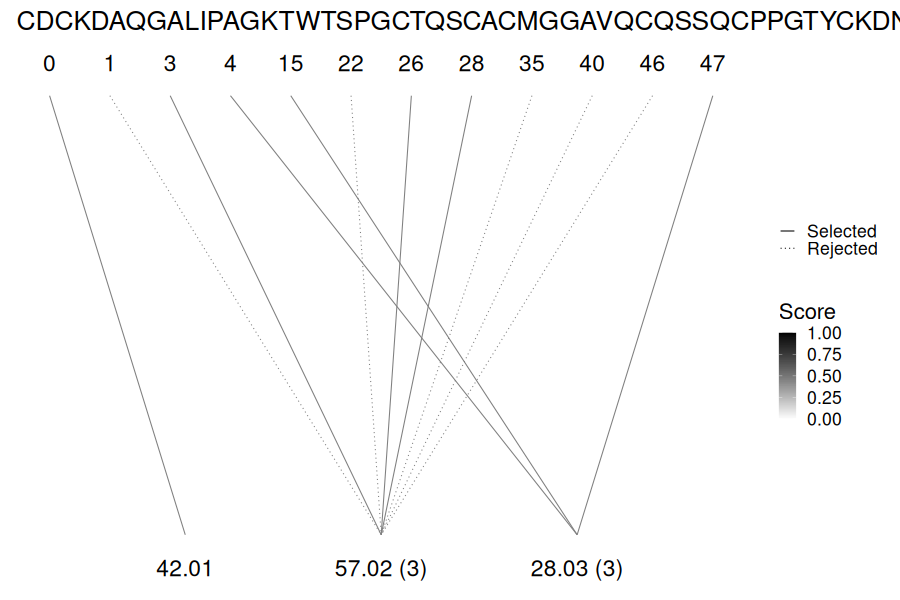 CDCKDAQGALIPAGKTWTSPGCTQSCACMGGAVQCQSSQCPPGTYCKDN
0 1 3 4 15 22 26 28 35 40 46 47
Selected
Rejected
Score
1.00
0.75
0.50
0.25
0.00
42.01 57.02 (3) 28.03 (3)